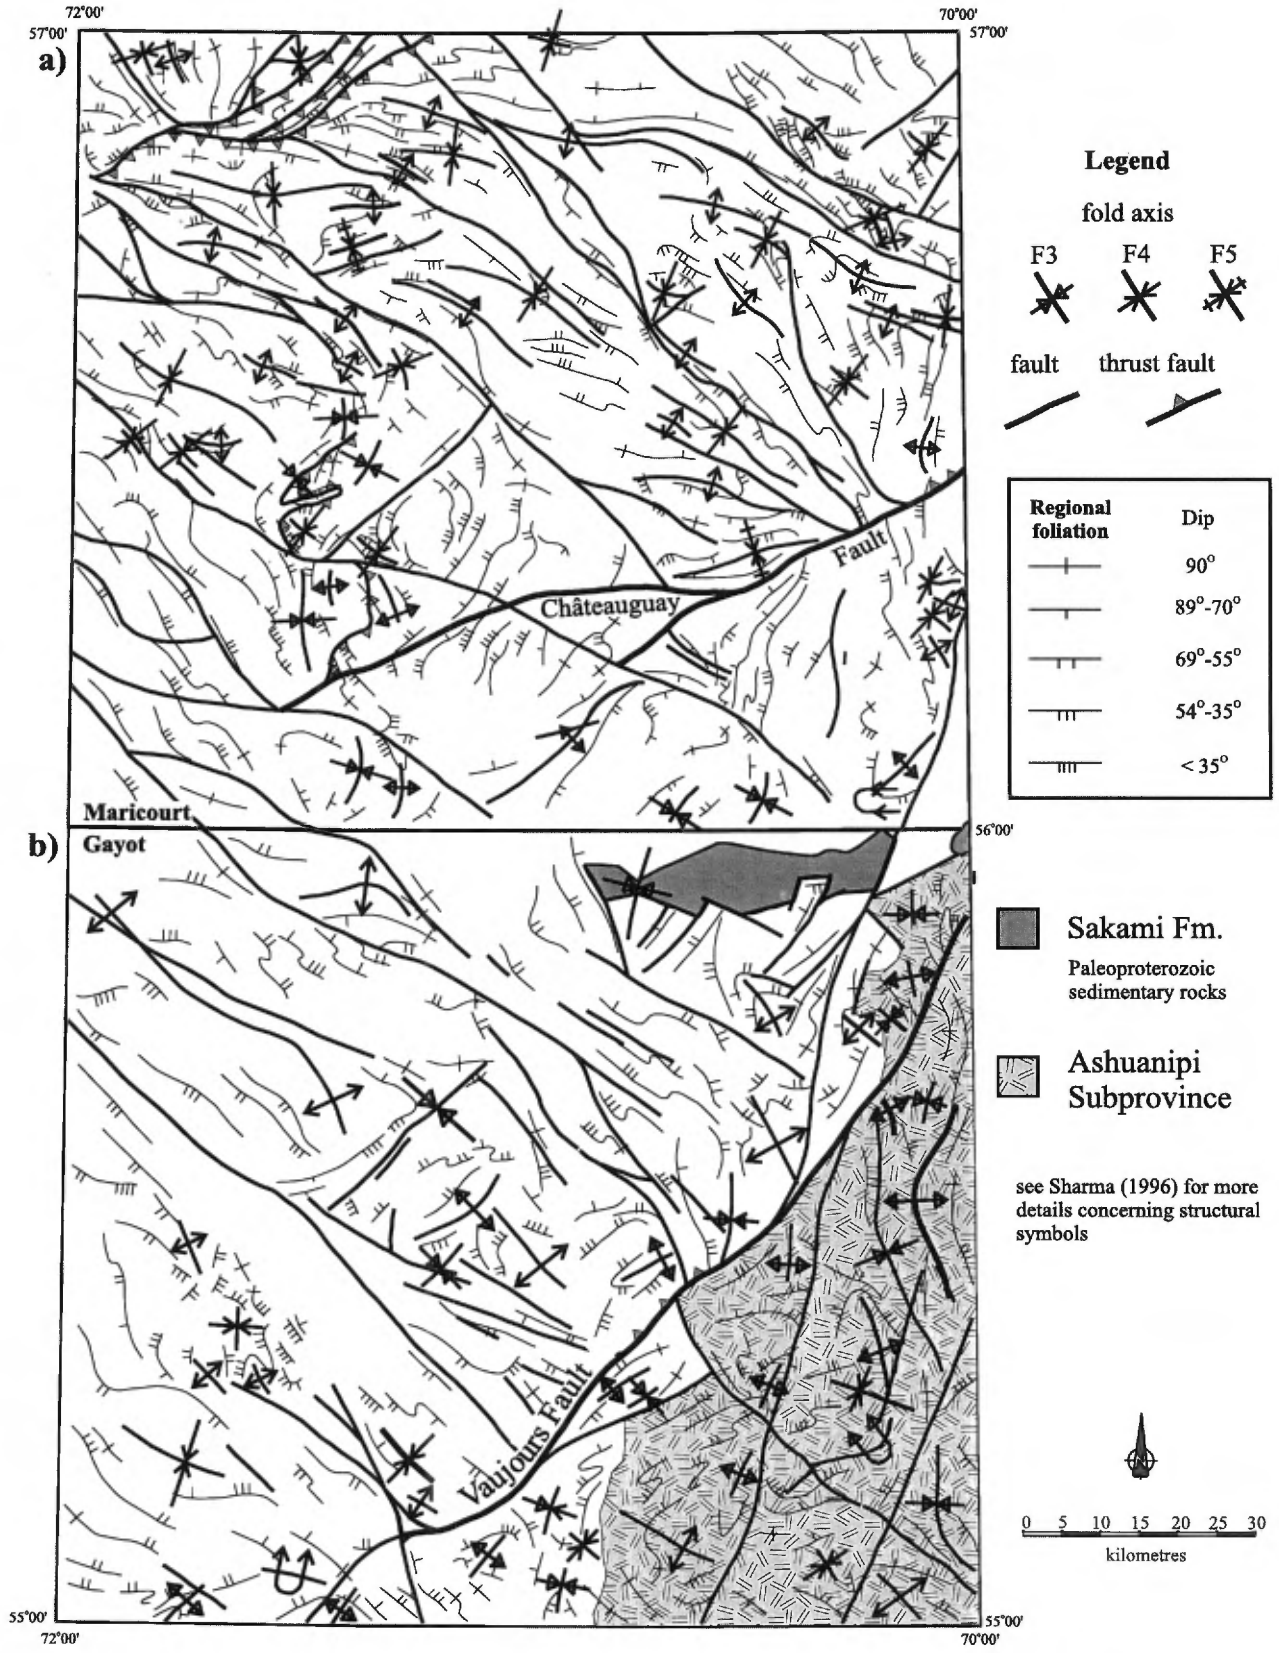 72°00'
70°00'
57°00'
57°00'
a)
Legend
fold axis
F3 F4 F5
fault thrust fault
Regional foliation Dip
90°
89°-70°
69°-55°
54°-35°
< 35°
Fault
Châteauguay
Maricourt
56°00'
b)
Gayot
Sakami Fm.
Paleoproterozoic
sedimentary rocks
Ashuanipi
Subprovince
see Sharma (1996) for more
details concerning structural
symbols
Vaujours Fault
0 5 10 15 20 25 30
kilometres
55°00'
55°00'
72°00'
70°00'